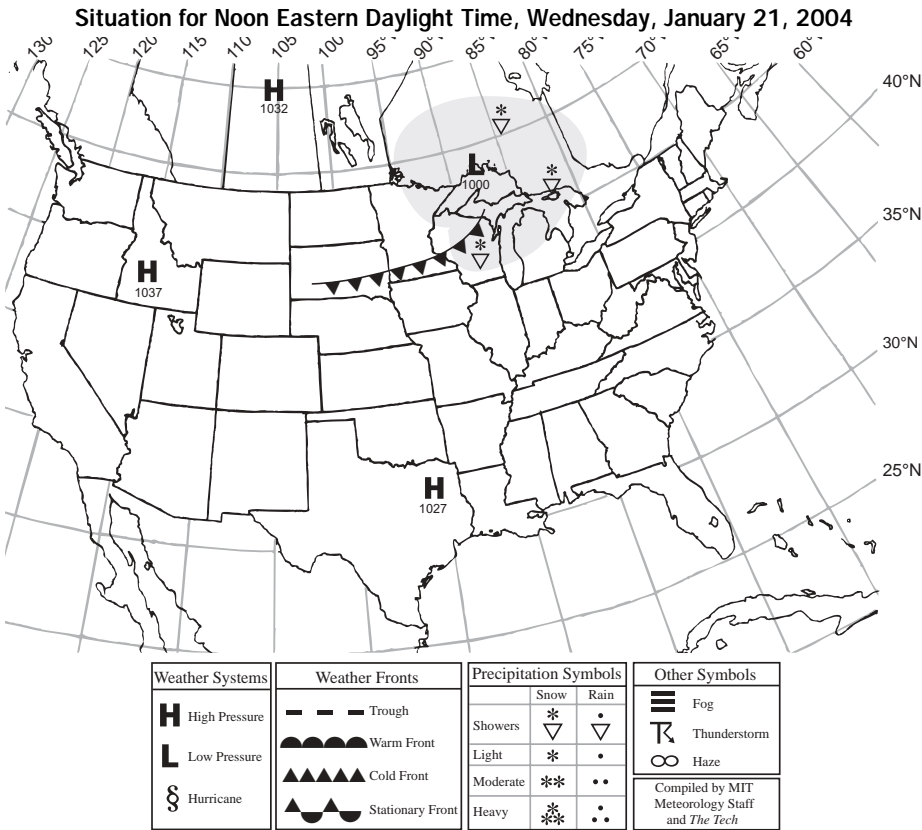 Situation for Noon Eastern Daylight Time, Wednesday, January 21, 2004
130 125 120 115 110 105 100 95°W 90°W 85°W 80°W 75°W 70°W 65°W 60°W
40°N
35°N
30°N
25°N
H
1032
L
1000
H
1037
H
1027
Weather Systems
H High Pressure
L Low Pressure
§ Hurricane
Weather Fronts
Trough
Warm Front
Cold Front
Stationary Front
Precipitation Symbols
Snow Rain
Showers
Light
Moderate
Heavy
Other Symbols
Fog
Thunderstorm
Haze
Compiled by MIT
Meteorology Staff
and The Tech